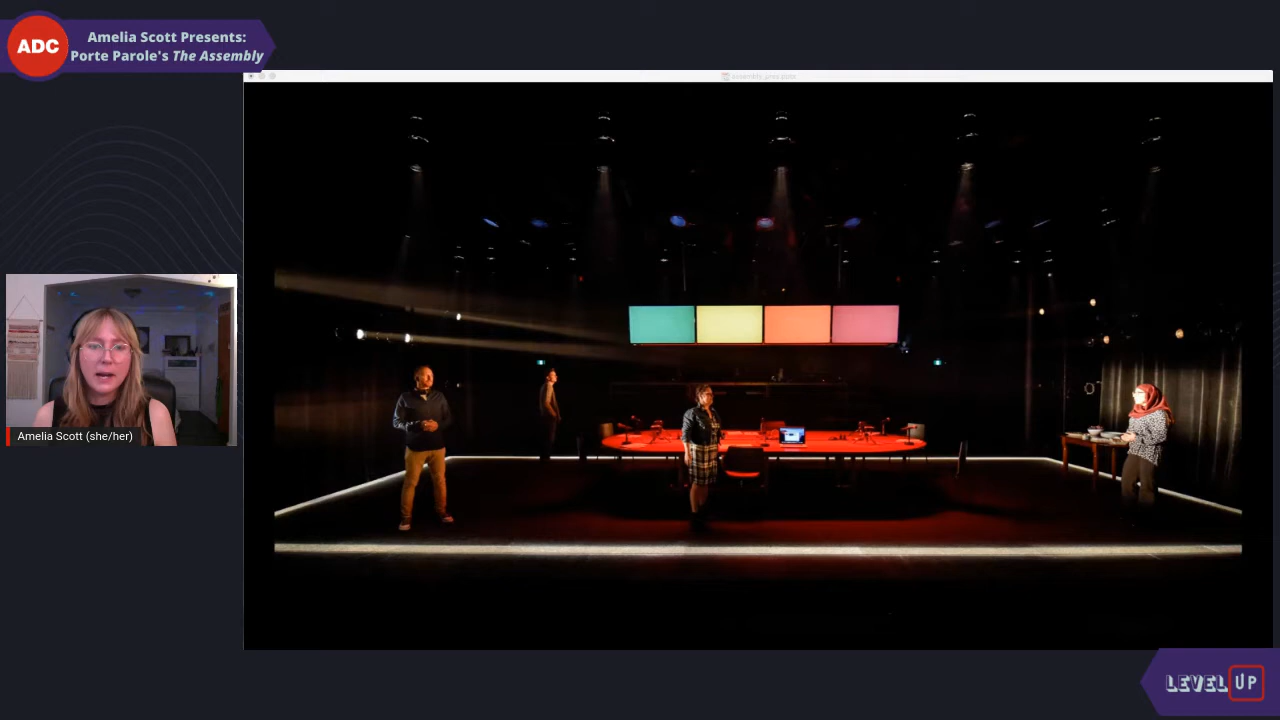 ADC
Amelia Scott Presents:
Porte Parole's The Assembly
Amelia Scott (she/her)
LEVEL UP